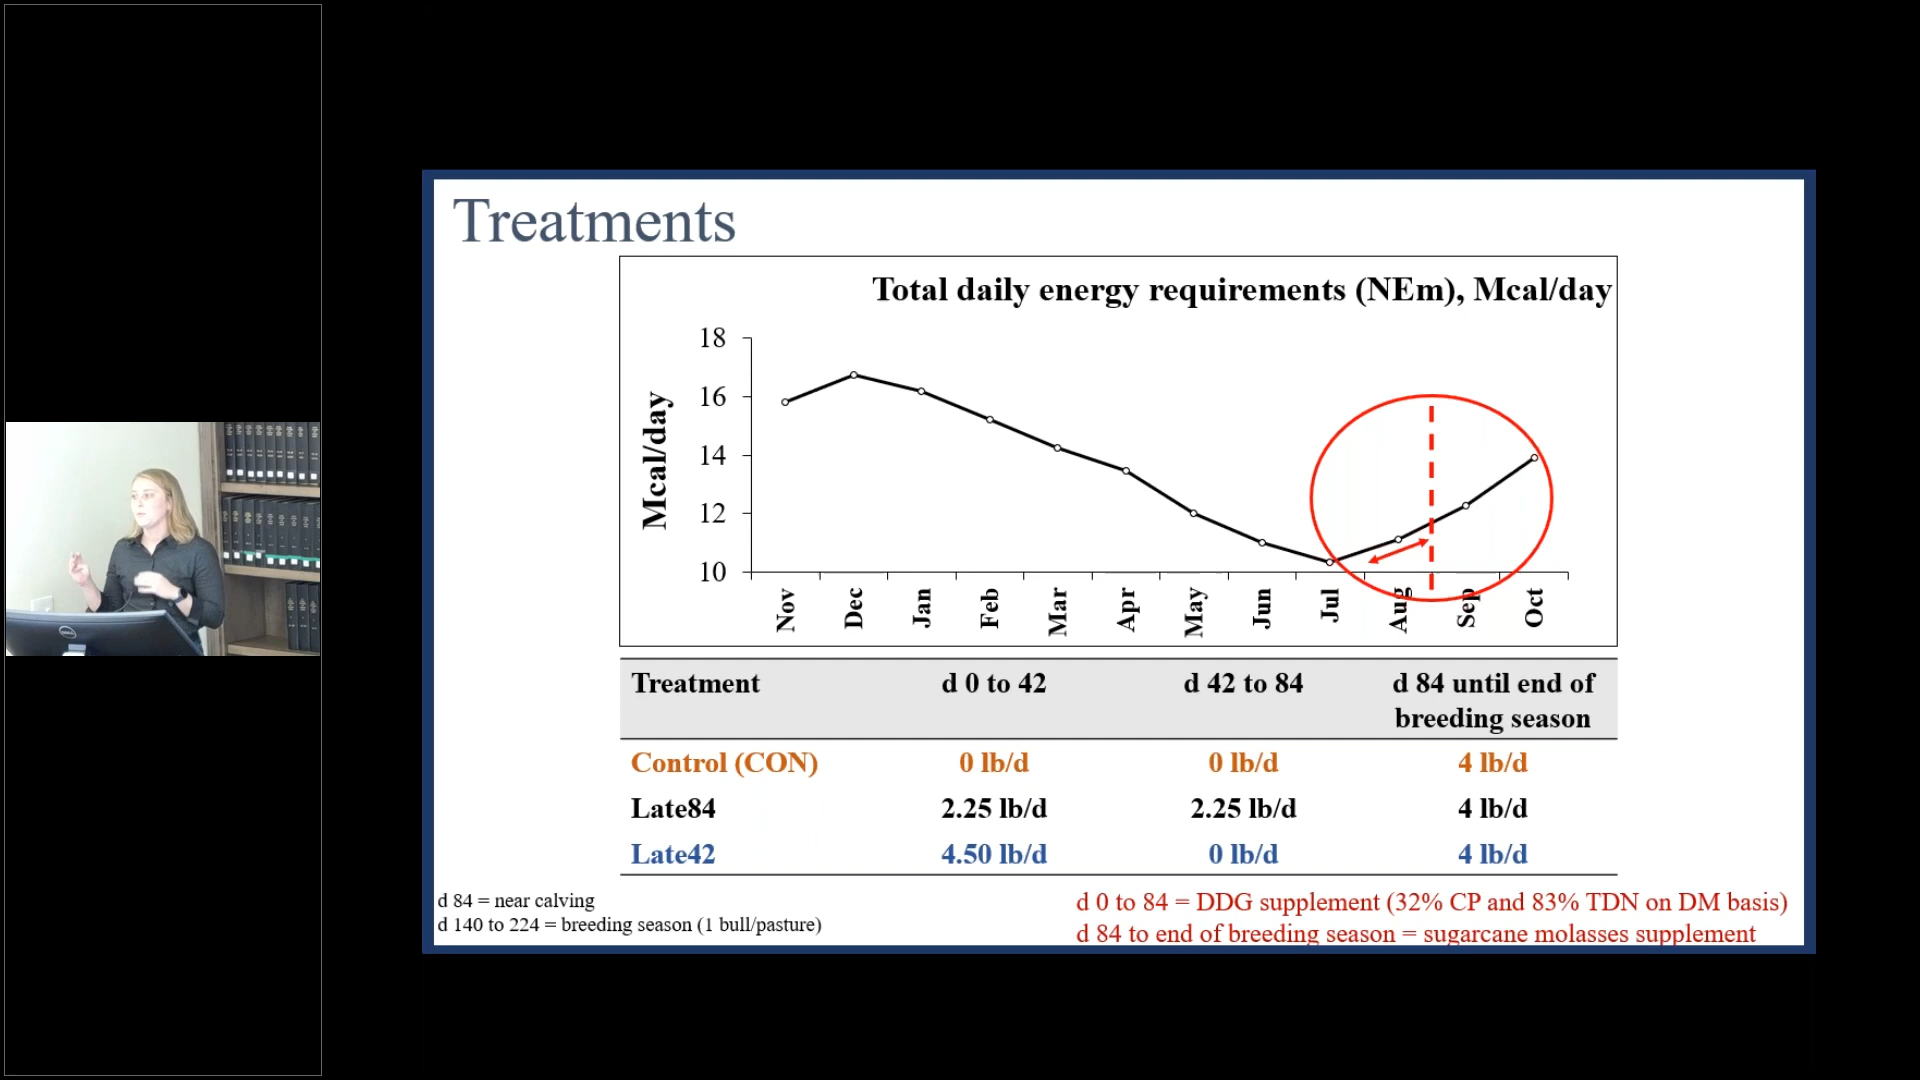 Treatments
Total daily energy requirements (NEm), Mcal/day
Mcal/day
18
16
14
12
10
Nov Dec Jan Feb Mar Apr May Jun Jul Aug Sep Oct
Treatment d 0 to 42 d 42 to 84 d 84 until end of
breeding season
Control (CON) 0 lb/d 0 lb/d 4 lb/d
Late84 2.25 lb/d 2.25 lb/d 4 lb/d
Late42 4.50 lb/d 0 lb/d 4 lb/d
d 84 = near calving
d 140 to 224 = breeding season (1 bull/pasture)
d 0 to 84 = DDG supplement (32% CP and 83% TDN on DM basis)
d 84 to end of breeding season = sugarcane molasses supplement
DELL